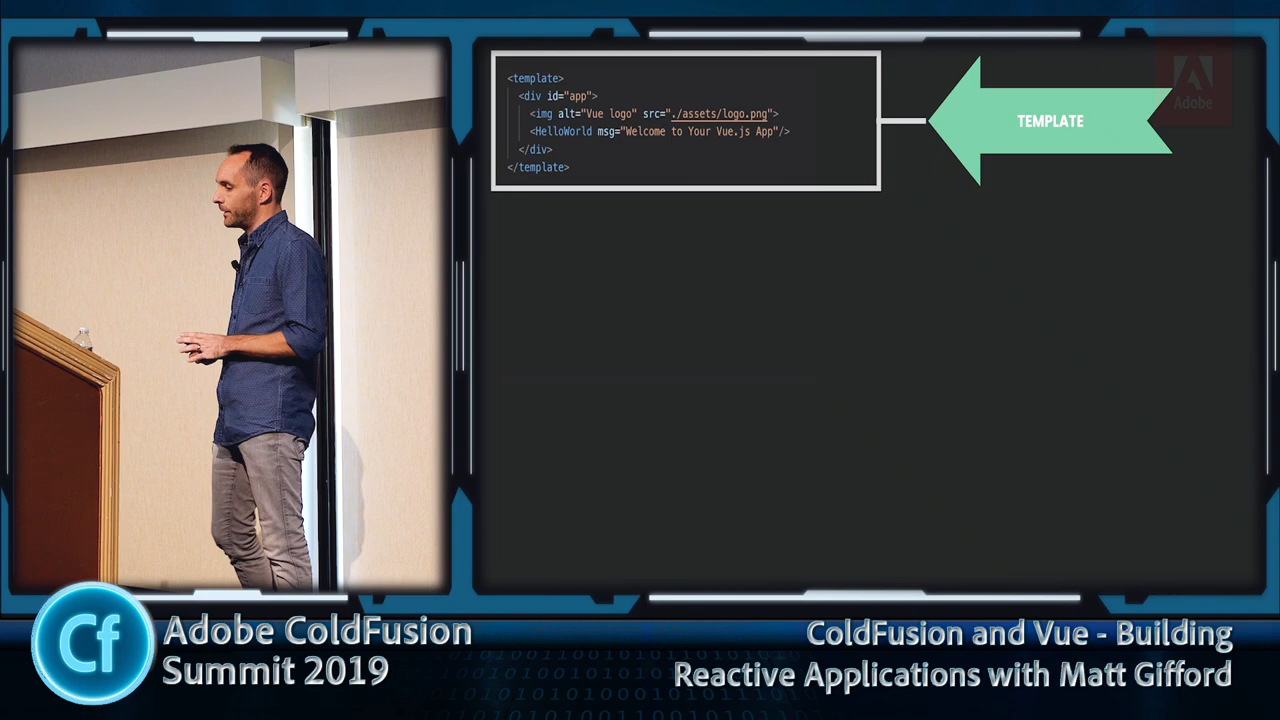 <template>
<div id="app">
<img alt="Vue logo" src="./assets/logo.png">
<HelloWorld msg="Welcome to Your Vue.js App"/>
</div>
</template>
TEMPLATE
Adobe
Cf
Adobe ColdFusion
Summit 2019
ColdFusion and Vue - Building
Reactive Applications with Matt Gifford